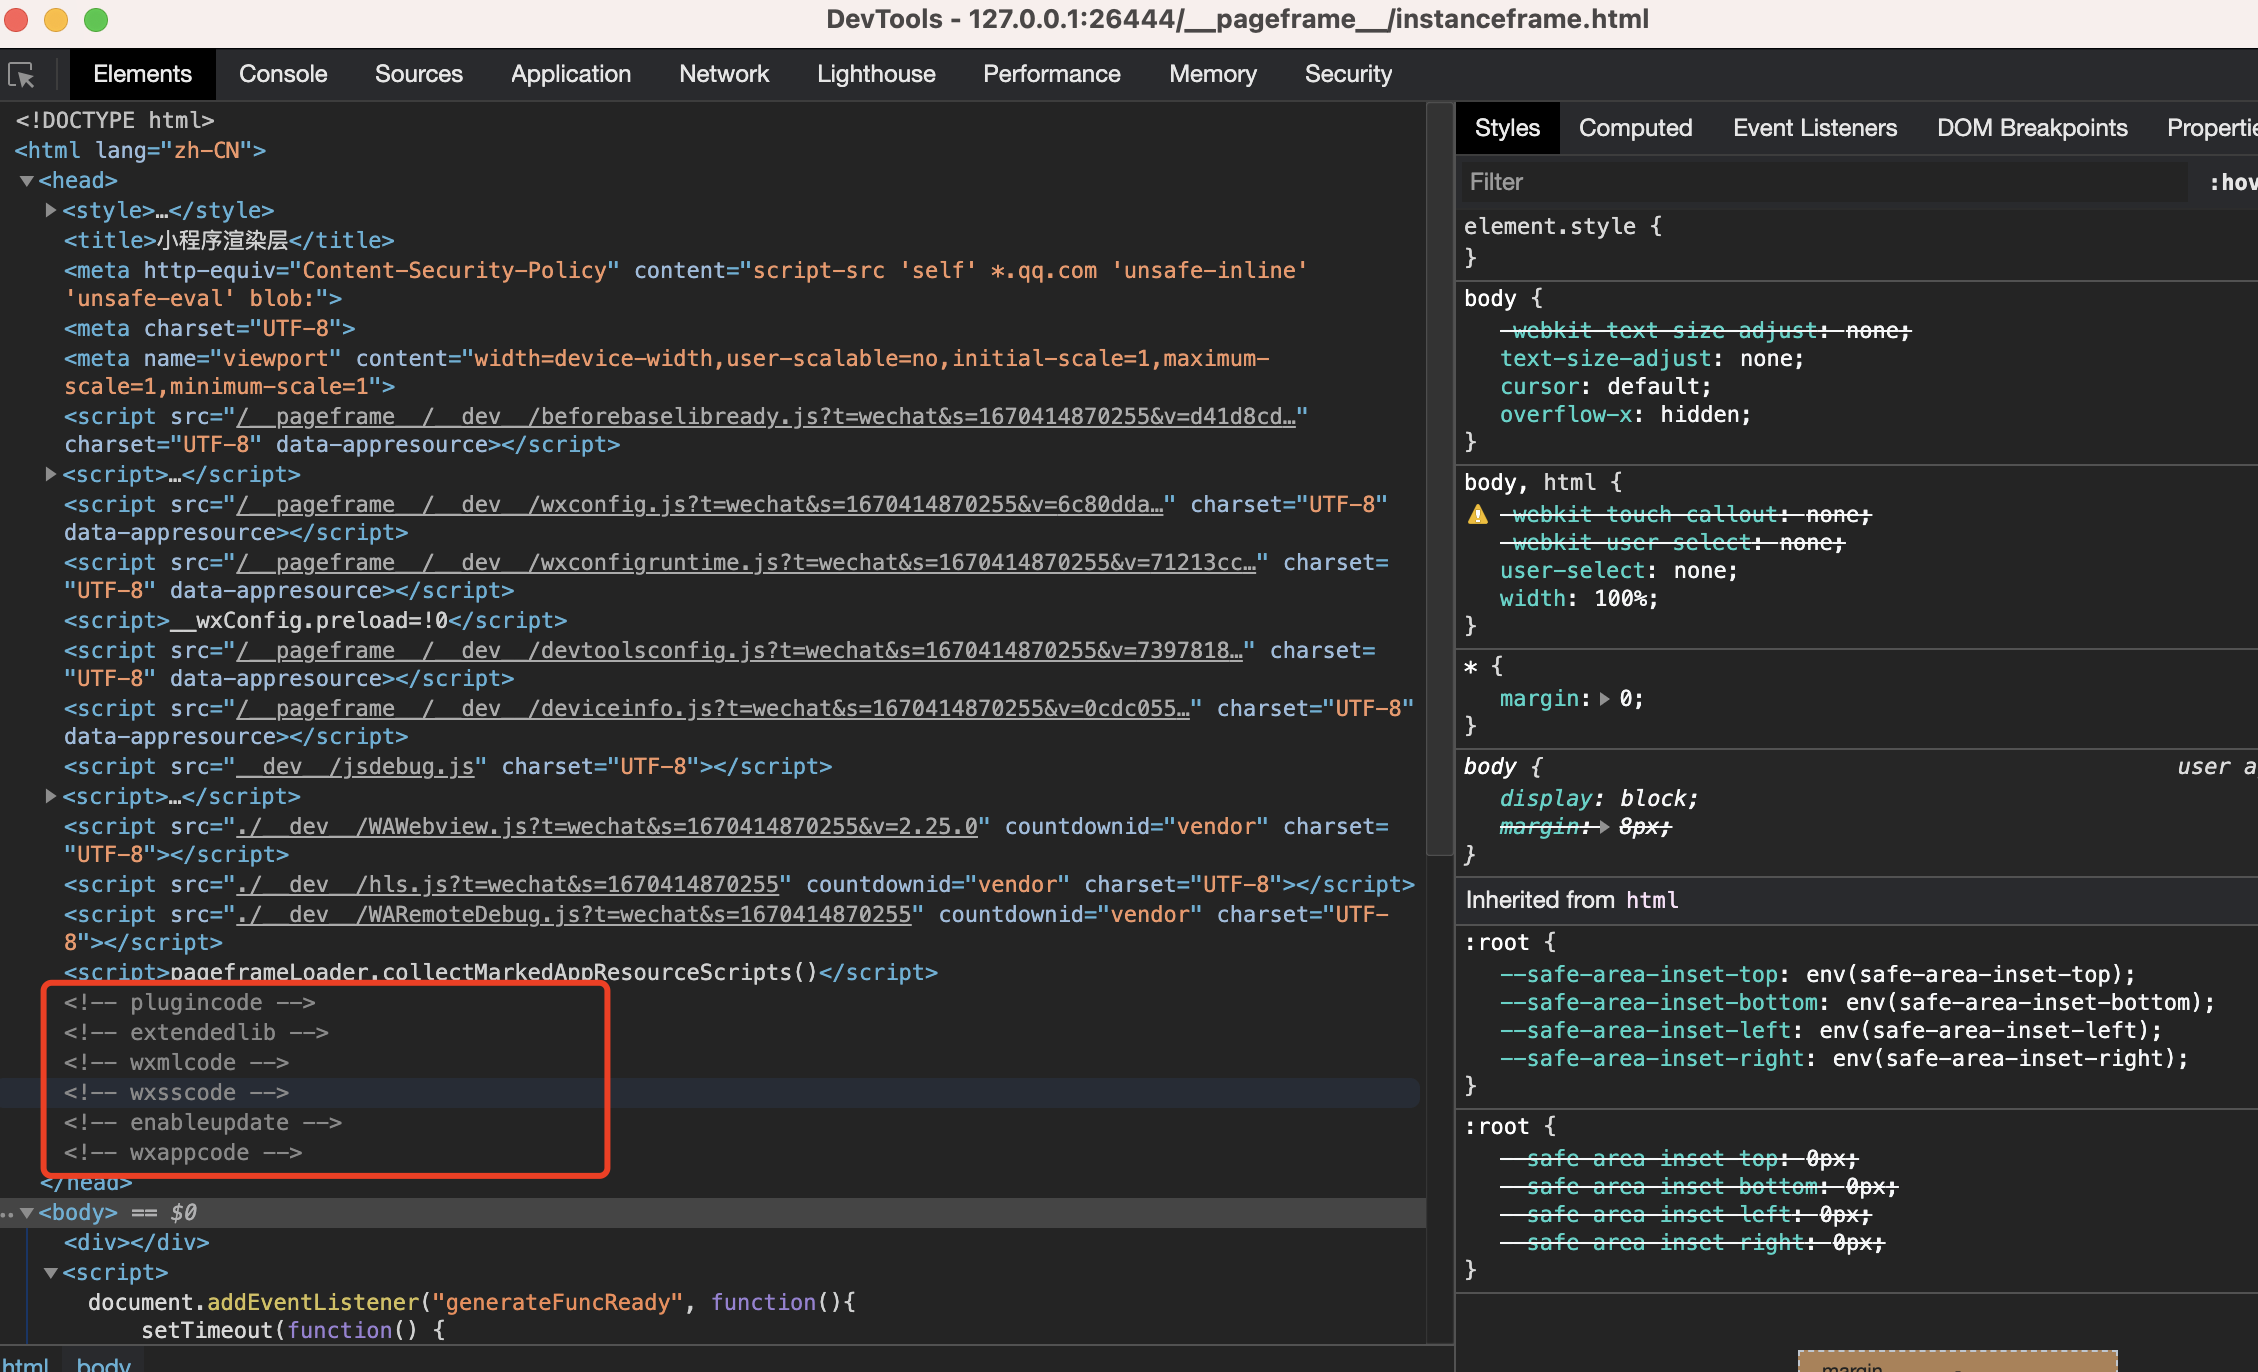 DevTools - 127.0.0.1:26444/__pageframe__/instanceframe.html
Elements Console Sources Application Network Lighthouse Performance Memory Security
<!DOCTYPE html>
<html lang="zh-CN">
<head>
<style>…</style>
<title>小程序渲染层</title>
<meta http-equiv="Content-Security-Policy" content="script-src 'self' *.qq.com 'unsafe-inline'
'unsafe-eval' blob:">
<meta charset="UTF-8">
<meta name="viewport" content="width=device-width,user-scalable=no,initial-scale=1,maximum-
scale=1,minimum-scale=1">
<script src="/__pageframe__/__dev__/beforebaselibready.js?t=wechat&s=1670414870255&v=d41d8cd…"
charset="UTF-8" data-appresource></script>
<script>…</script>
<script src="/__pageframe__/__dev__/wxconfig.js?t=wechat&s=1670414870255&v=6c80dda…" charset="UTF-8"
data-appresource></script>
<script src="/__pageframe__/__dev__/wxconfigruntime.js?t=wechat&s=1670414870255&v=71213cc…" charset=
"UTF-8" data-appresource></script>
<script>__wxConfig.preload=!0</script>
<script src="/__pageframe__/__dev__/devtoolsconfig.js?t=wechat&s=1670414870255&v=7397818…" charset=
"UTF-8" data-appresource></script>
<script src="/__pageframe__/__dev__/deviceinfo.js?t=wechat&s=1670414870255&v=0cdc055…" charset="UTF-8"
data-appresource></script>
<script src="__dev__/jsdebug.js" charset="UTF-8"></script>
<script>…</script>
<script src="./__dev__/WAWebview.js?t=wechat&s=1670414870255&v=2.25.0" countdownid="vendor" charset=
"UTF-8"></script>
<script src="./__dev__/hls.js?t=wechat&s=1670414870255" countdownid="vendor" charset="UTF-8"></script>
<script src="./__dev__/WARemoteDebug.js?t=wechat&s=1670414870255" countdownid="vendor" charset="UTF-
8"></script>
<script>pageframeLoader.collectMarkedAppResourceScripts()</script>
<!-- plugincode -->
<!-- extendedlib -->
<!-- wxmlcode -->
<!-- wxsscode -->
<!-- enableupdate -->
<!-- wxappcode -->
</head>
<body> == $0
<div></div>
<script>
document.addEventListener("generateFuncReady", function(){
setTimeout(function() {
html body
Styles Computed Event Listeners DOM Breakpoints Propertie
Filter :hov
element.style {
}
body {
-webkit-text-size-adjust: none;
text-size-adjust: none;
cursor: default;
overflow-x: hidden;
}
body, html {
-webkit-touch-callout: none;
-webkit-user-select: none;
user-select: none;
width: 100%;
}
* {
margin: 0;
}
body { user a
display: block;
margin: 8px;
}
Inherited from html
:root {
--safe-area-inset-top: env(safe-area-inset-top);
--safe-area-inset-bottom: env(safe-area-inset-bottom);
--safe-area-inset-left: env(safe-area-inset-left);
--safe-area-inset-right: env(safe-area-inset-right);
}
:root {
--safe-area-inset-top: 0px;
--safe-area-inset-bottom: 0px;
--safe-area-inset-left: 0px;
--safe-area-inset-right: 0px;
}
margin